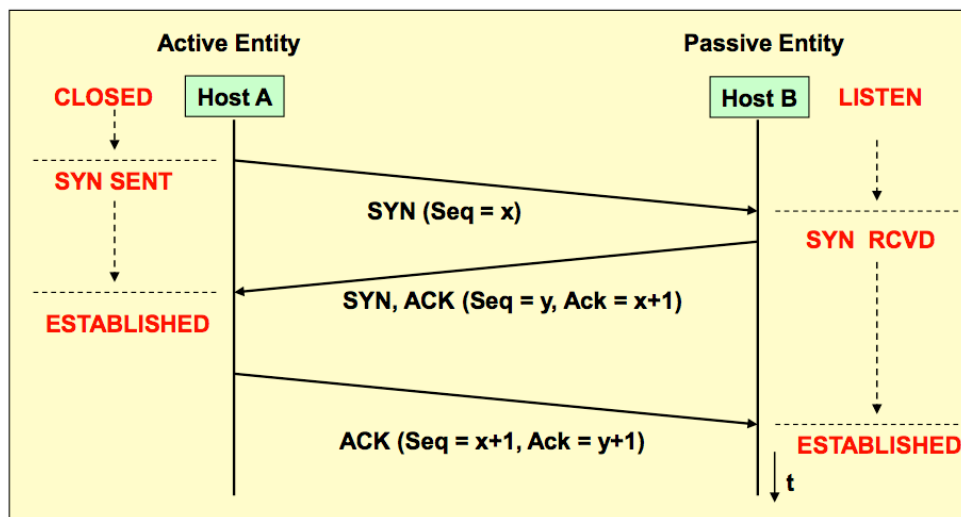 Active Entity Passive Entity
CLOSED Host A Host B LISTEN
SYN SENT
SYN (Seq = x)
SYN RCVD
SYN, ACK (Seq = y, Ack = x+1)
ESTABLISHED
ACK (Seq = x+1, Ack = y+1)
ESTABLISHED
t